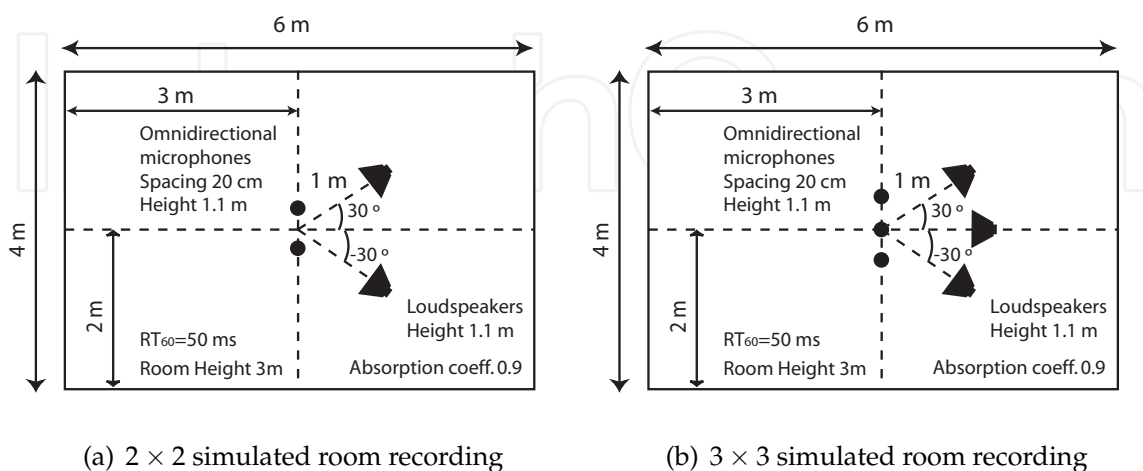 6 m
3 m
Omnidirectional
microphones
Spacing 20 cm
Height 1.1 m
1 m
30 º
-30 º
4 m
2 m
Loudspeakers
Height 1.1 m
RT60=50 ms
Room Height 3m
Absorption coeff. 0.9
(a) 2 × 2 simulated room recording
6 m
3 m
Omnidirectional
microphones
Spacing 20 cm
Height 1.1 m
1 m
30 º
-30 º
4 m
2 m
Loudspeakers
Height 1.1 m
RT60=50 ms
Room Height 3m
Absorption coeff. 0.9
(b) 3 × 3 simulated room recording